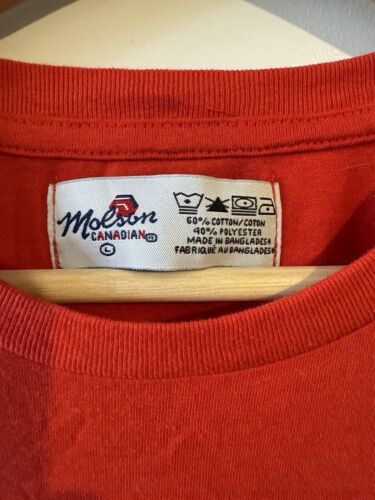 Molson
CANADIAN
L
60% COTTON/COTON
40% POLYESTER
MADE IN BANGLADESH
FABRIQUÉ AU BANGLADESH